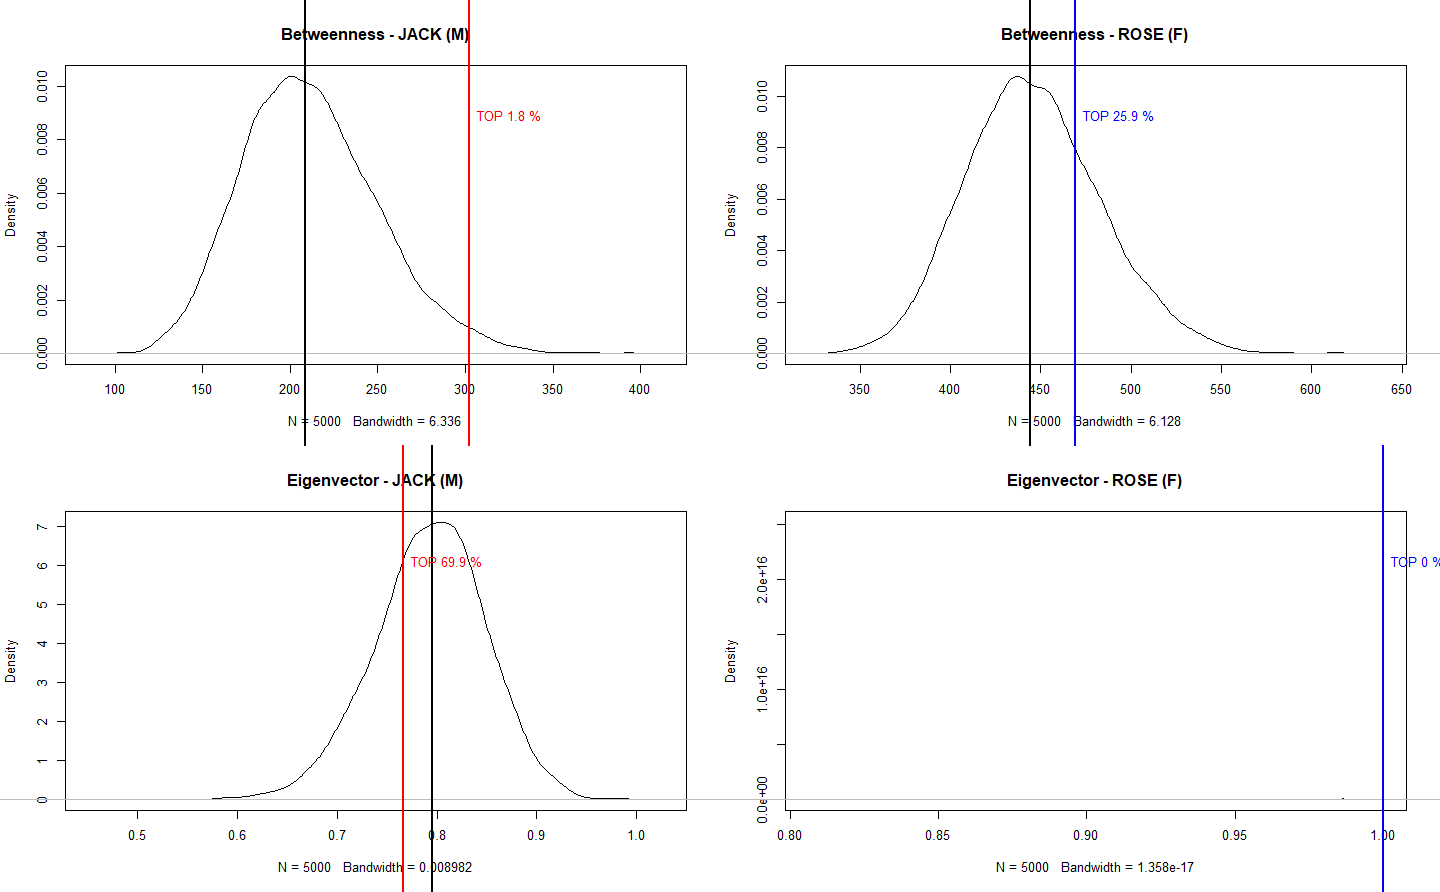 Betweenness - JACK (M)
TOP 1.8 %
Density
0.000 0.002 0.004 0.006 0.008 0.010
100 150 200 250 300 350 400
N = 5000 Bandwidth = 6.336
Betweenness - ROSE (F)
TOP 25.9 %
Density
0.000 0.002 0.004 0.006 0.008 0.010
350 400 450 500 550 600 650
N = 5000 Bandwidth = 6.128
Eigenvector - JACK (M)
TOP 69.9 %
Density
0 1 2 3 4 5 6 7
0.5 0.6 0.7 0.8 0.9 1.0
N = 5000 Bandwidth = 0.008982
Eigenvector - ROSE (F)
TOP 0 %
Density
0.0e+00 1.0e+16 2.0e+16
0.80 0.85 0.90 0.95 1.00
N = 5000 Bandwidth = 1.358e-17